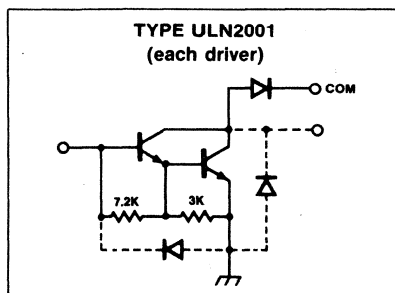 TYPE ULN2001
(each driver)
COM
7.2K
3K